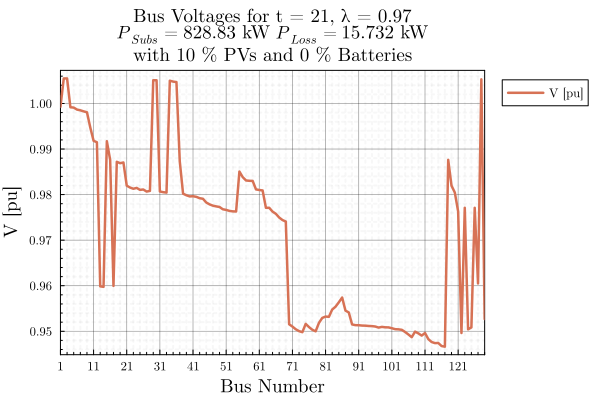 Bus Voltages for t = 21, λ = 0.97
P_Subs = 828.83 kW P_Loss = 15.732 kW
with 10 % PVs and 0 % Batteries
V [pu]
1.00
0.99
0.98
0.97
0.96
0.95
V [pu]
1 11 21 31 41 51 61 71 81 91 101 111 121
Bus Number